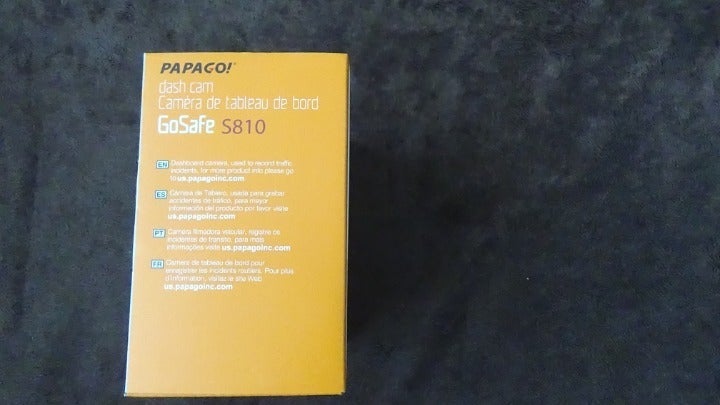 PAPAGO!
dash cam
Caméra de tableau de bord
GoSafe S810
EN Dashboard camera, used to record traffic
incidents, for more product info please go
to us.papagoinc.com
ES Cámara de Tablero, usada para grabar
accidentes de tráfico, para mayor
información del producto por favor visite
us.papagoinc.com
PT Camera filmadora veicular, registre os
incidentes de transito, para mais
informações visite us.papagoinc.com
FR Camera de tableau de bord pour
enregistrer les incidents routiers. Pour plus
d'information, visitez le site Web
us.papagoinc.com